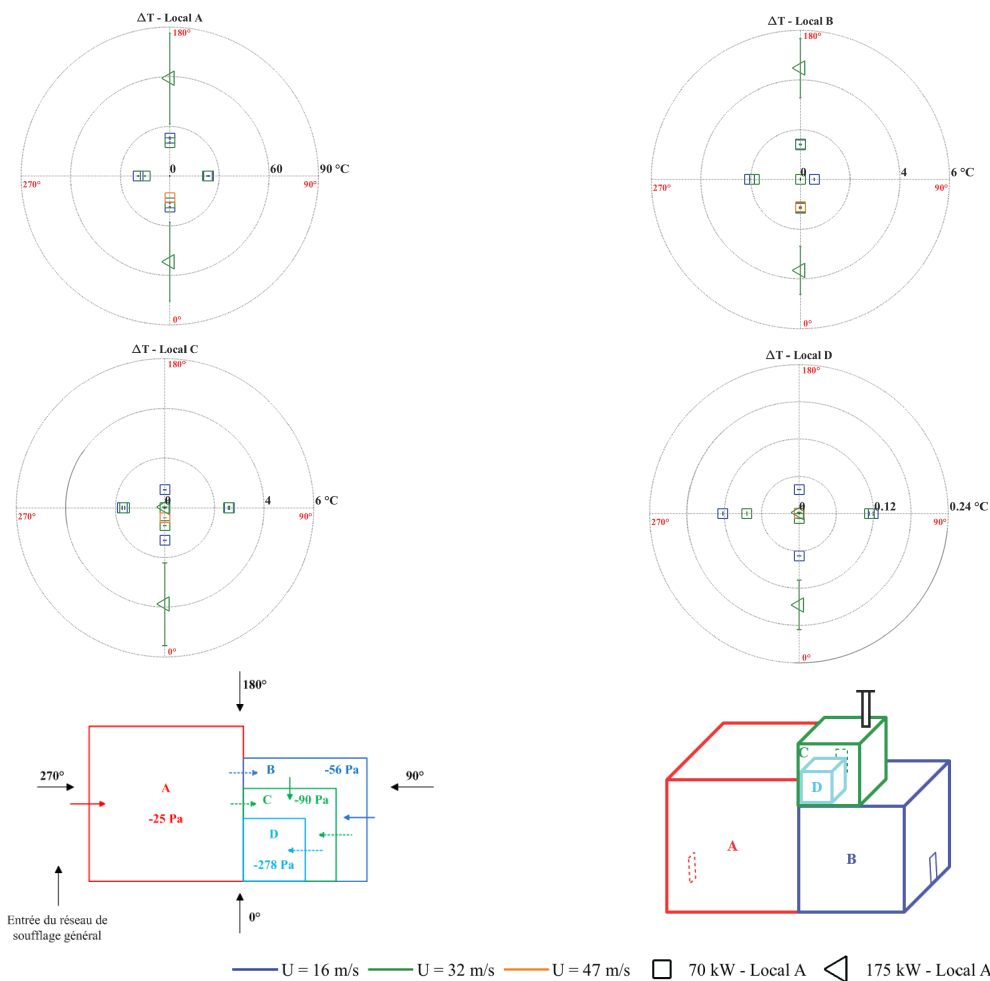 ΔT - Local A
180°
0
60
90 °C
270°
90°
0°
ΔT - Local B
180°
0
4
6 °C
270°
90°
0°
ΔT - Local C
180°
0
4
6 °C
270°
90°
0°
ΔT - Local D
180°
0
0.12
0.24 °C
270°
90°
0°
180°
270°
90°
A
-25 Pa
B
-56 Pa
C
-90 Pa
D
-278 Pa
0°
Entrée du réseau de
soufflage général
C
D
A
B
U = 16 m/s U = 32 m/s U = 47 m/s 70 kW - Local A 175 kW - Local A